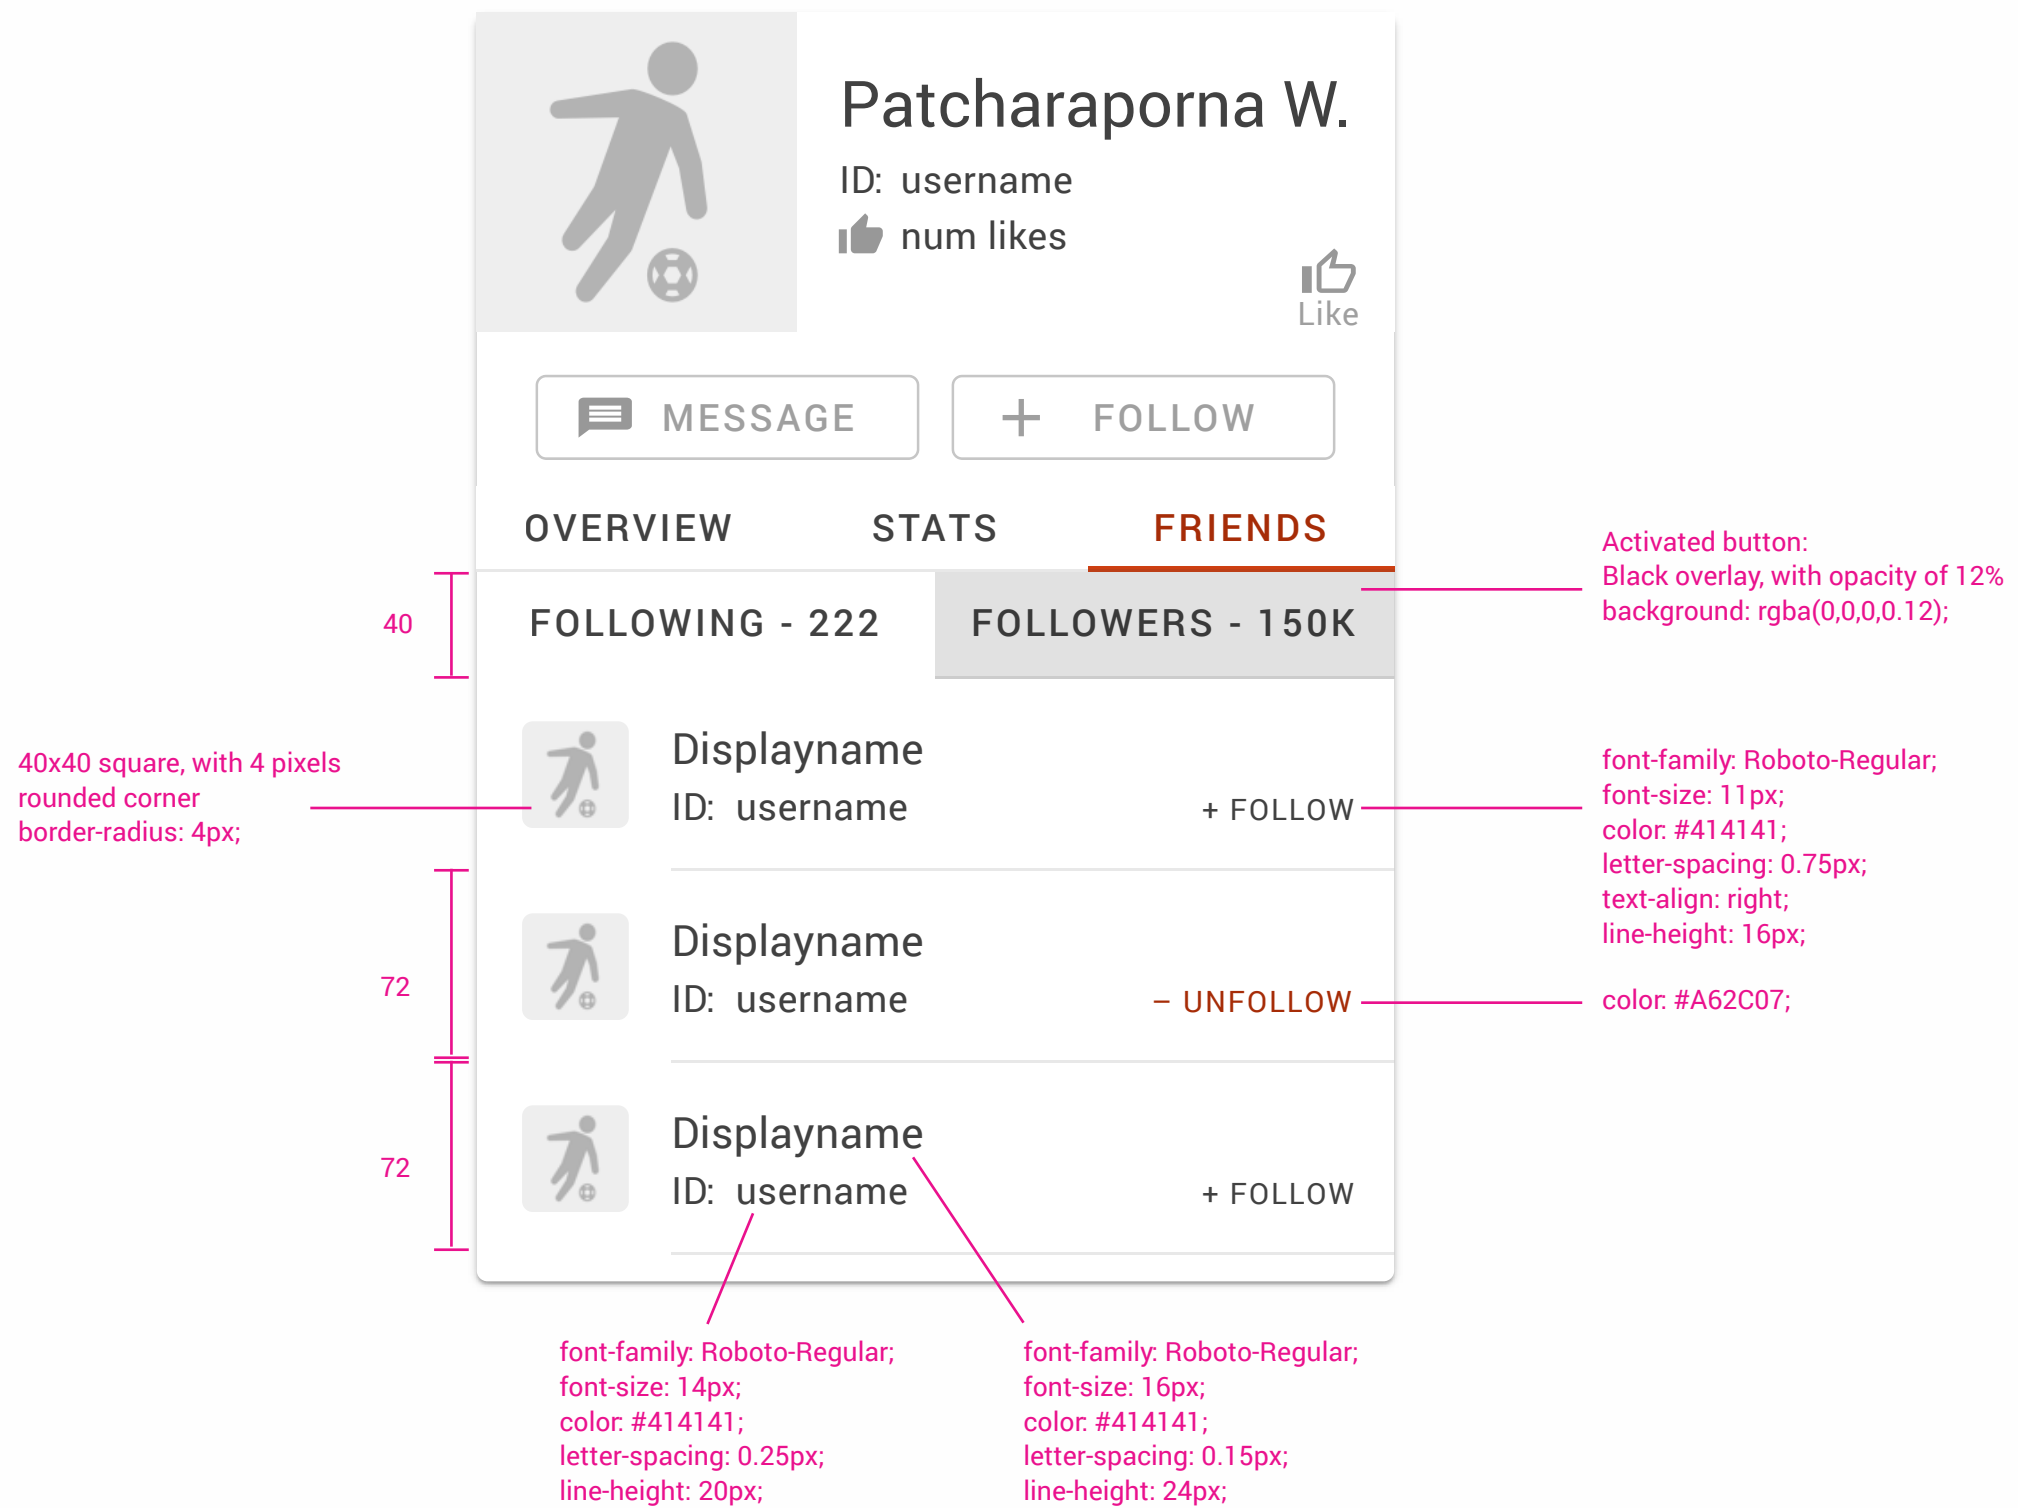 Patcharaporna W.
ID: username
num likes
Like
MESSAGE
+ FOLLOW
OVERVIEW
STATS
FRIENDS
FOLLOWING - 222
FOLLOWERS - 150K
40
Activated button:
Black overlay, with opacity of 12%
background: rgba(0,0,0,0.12);
40x40 square, with 4 pixels
rounded corner
border-radius: 4px;
Displayname
ID: username
+ FOLLOW
font-family: Roboto-Regular;
font-size: 11px;
color: #414141;
letter-spacing: 0.75px;
text-align: right;
line-height: 16px;
72
Displayname
ID: username
– UNFOLLOW
color: #A62C07;
72
Displayname
ID: username
+ FOLLOW
font-family: Roboto-Regular;
font-size: 14px;
color: #414141;
letter-spacing: 0.25px;
line-height: 20px;
font-family: Roboto-Regular;
font-size: 16px;
color: #414141;
letter-spacing: 0.15px;
line-height: 24px;